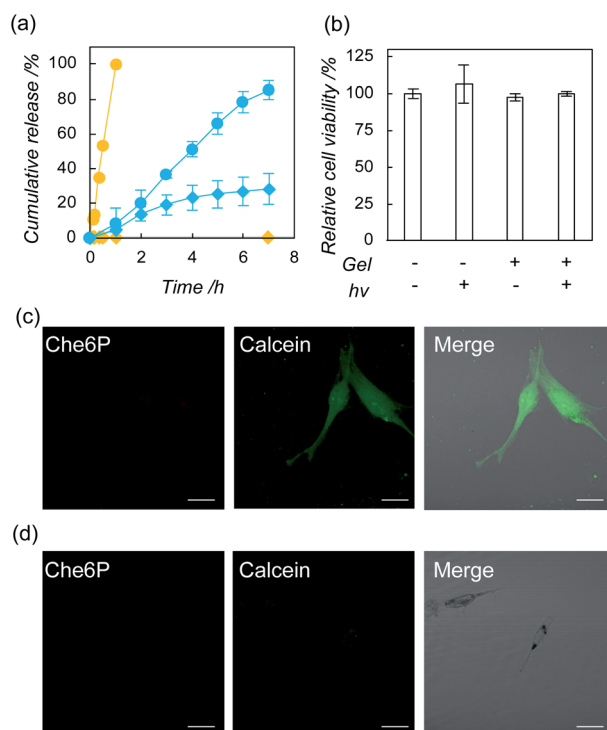 (a)
Cumulative release /%
100
80
60
40
20
0
0 2 4 6 8
Time /h
(b)
Relative cell viability /%
125
100
75
50
25
0
Gel - - + +
hv - + - +
(c)
Che6P Calcein Merge
(d)
Che6P Calcein Merge